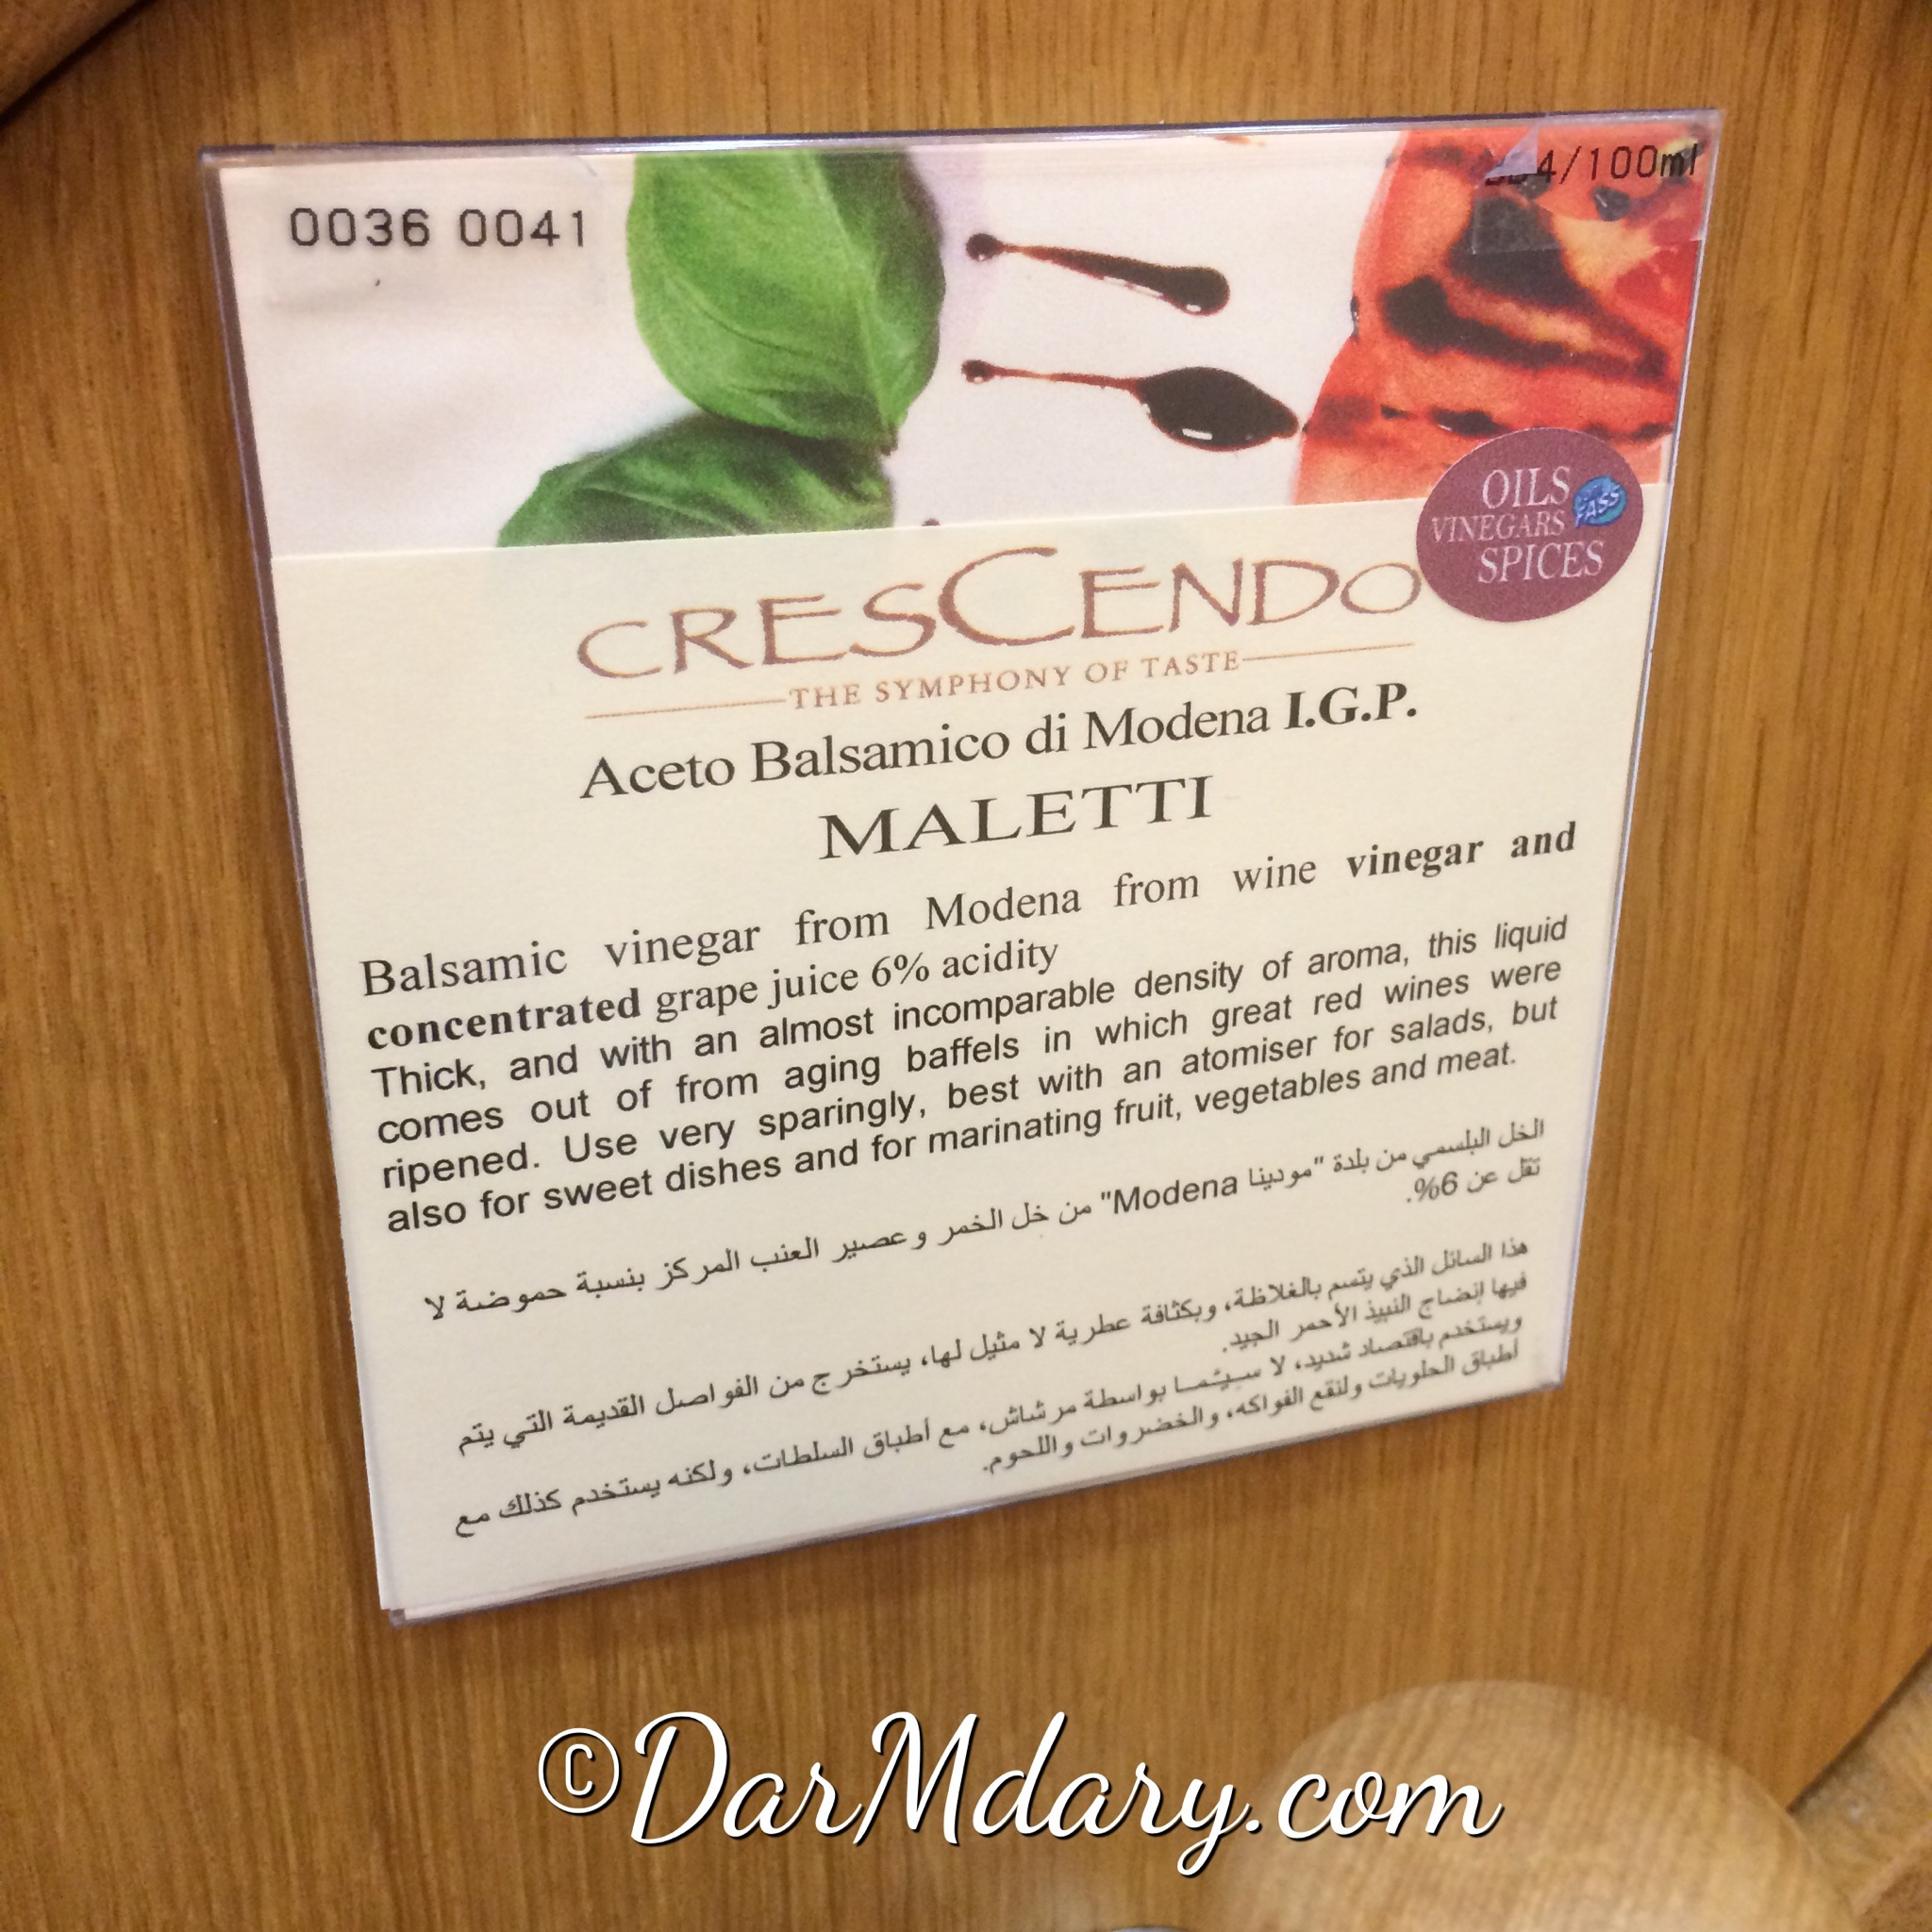 0036 0041
4/100ml
OILS
VINEGARS
FASS
SPICES
CRESCENDO
THE SYMPHONY OF TASTE
Aceto Balsamico di Modena I.G.P.
MALETTI
Balsamic vinegar from Modena from wine vinegar and
concentrated grape juice 6% acidity
Thick, and with an almost incomparable density of aroma, this liquid
comes out of from aging baffels in which great red wines were
ripened. Use very sparingly, best with an atomiser for salads, but
also for sweet dishes and for marinating fruit, vegetables and meat.
الخل البلسمي من بلدة "مودينا Modena" من خل الخمر وعصير العنب المركز بنسبة حموضة لا
تقل عن 6%.
هذا السائل الذي يتسم بالغلاظة، وبكثافة عطرية لا مثيل لها، يستخرج من الفواصل القديمة التي يتم
فيها إنضاج النبيذ الأحمر الجيد.
ويستخدم باقتصاد شديد، لا سيّما بواسطة مرشاش، مع أطباق السلطات، ولكنه يستخدم كذلك مع
أطباق الحلويات ولنقع الفواكه، والخضروات واللحوم.
©DarMdary.com